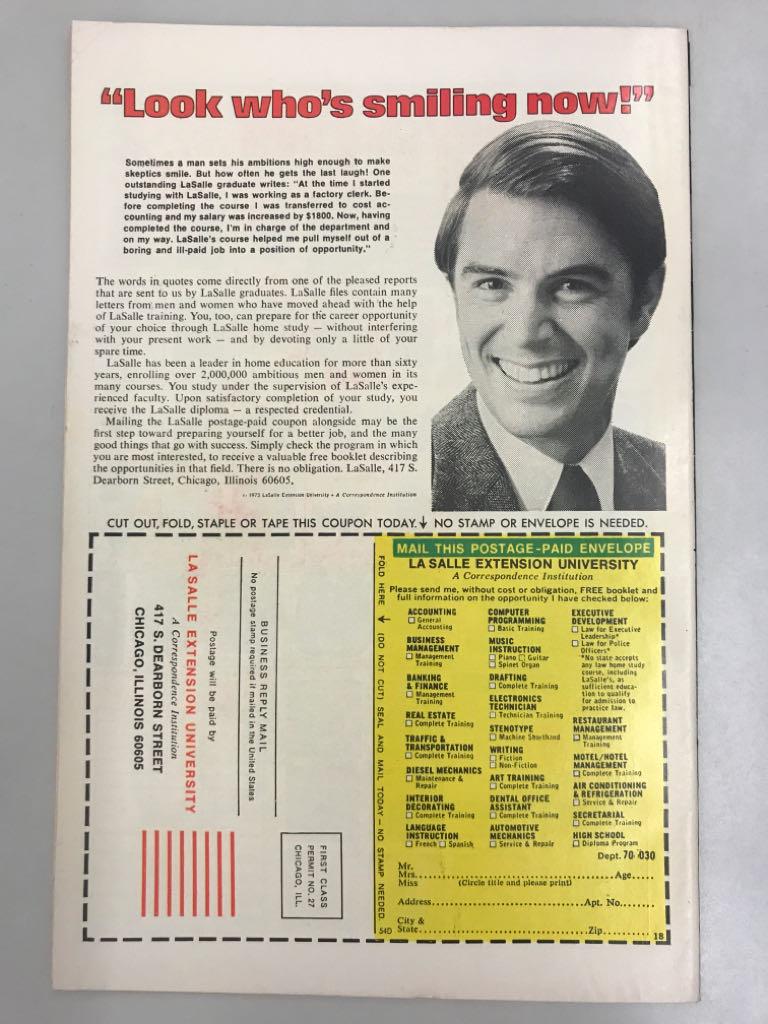 “Look who's smiling now!”
Sometimes a man sets his ambitions high enough to make
skeptics smile. But how often he gets the last laugh! One
outstanding LaSalle graduate writes: “At the time I started
studying with LaSalle, I was working as a factory clerk. Be-
fore completing the course I was transferred to cost ac-
counting and my salary was increased by $1800. Now, having
completed the course, I'm in charge of the department and
on my way. LaSalle's course helped me pull myself out of a
boring and ill-paid job into a position of opportunity.”
The words in quotes come directly from one of the pleased reports
that are sent to us by LaSalle graduates. LaSalle files contain many
letters from men and women who have moved ahead with the help
of LaSalle training. You, too, can prepare for the career opportunity
of your choice through LaSalle home study — without interfering
with your present work — and by devoting only a little of your
spare time.
LaSalle has been a leader in home education for more than sixty
years, enrolling over 2,000,000 ambitious men and women in its
many courses. You study under the supervision of LaSalle's expe-
rienced faculty. Upon satisfactory completion of your study, you
receive the LaSalle diploma — a respected credential.
Mailing the LaSalle postage-paid coupon alongside may be the
first step toward preparing yourself for a better job, and the many
good things that go with success. Simply check the program in which
you are most interested, to receive a valuable free booklet describing
the opportunities in that field. There is no obligation. LaSalle, 417 S.
Dearborn Street, Chicago, Illinois 60605.
© 1973 LaSalle Extension University • A Correspondence Institution
CUT OUT, FOLD, STAPLE OR TAPE THIS COUPON TODAY. ↓ NO STAMP OR ENVELOPE IS NEEDED.
FIRST CLASS
PERMIT NO. 27
CHICAGO, ILL.
BUSINESS REPLY MAIL
No postage stamp required if mailed in the United States
Postage will be paid by
LA SALLE EXTENSION UNIVERSITY
A Correspondence Institution
417 S. DEARBORN STREET
CHICAGO, ILLINOIS 60605
FOLD HERE ← (DO NOT CUT) SEAL AND MAIL TODAY — NO STAMP NEEDED.
54D
MAIL THIS POSTAGE-PAID ENVELOPE
LA SALLE EXTENSION UNIVERSITY
A Correspondence Institution
Please send me, without cost or obligation, FREE booklet and
full information on the opportunity I have checked below:
ACCOUNTING
☐ General
Accounting
BUSINESS
MANAGEMENT
☐ Management
Training
BANKING
& FINANCE
☐ Management
Training
REAL ESTATE
☐ Complete Training
TRAFFIC &
TRANSPORTATION
☐ Complete Training
DIESEL MECHANICS
☐ Maintenance &
Repair
INTERIOR
DECORATING
☐ Complete Training
LANGUAGE
INSTRUCTION
☐ French ☐ Spanish
COMPUTER
PROGRAMMING
☐ Basic Training
MUSIC
INSTRUCTION
☐ Piano ☐ Guitar
☐ Spinet Organ
DRAFTING
☐ Complete Training
ELECTRONICS
TECHNICIAN
☐ Technician Training
STENOTYPE
☐ Machine Shorthand
WRITING
☐ Fiction
☐ Non-Fiction
ART TRAINING
☐ Complete Training
DENTAL OFFICE
ASSISTANT
☐ Complete Training
AUTOMOTIVE
MECHANICS
☐ Service & Repair
EXECUTIVE
DEVELOPMENT
☐ Law for Executive
Leadership*
☐ Law for Police
Officers*
*No state accepts
any law home study
course, including
LaSalle's, as
sufficient educa-
tion to qualify
for admission to
practice law.
RESTAURANT
MANAGEMENT
☐ Management
Training
MOTEL/HOTEL
MANAGEMENT
☐ Complete Training
AIR CONDITIONING
& REFRIGERATION
☐ Service & Repair
SECRETARIAL
☐ Complete Training
HIGH SCHOOL
☐ Diploma Program
Dept. 70-030
Mr.
Mrs. Age
Miss (Circle title and please print)
Address Apt. No.
City &
State Zip
18